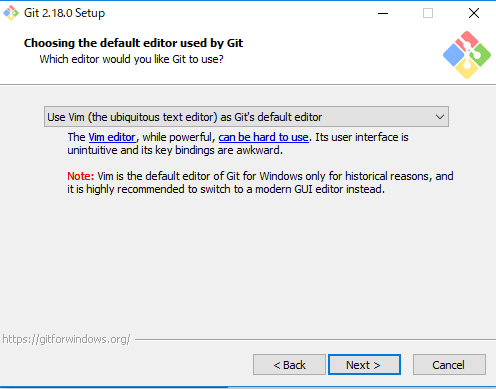 Git 2.18.0 Setup
Choosing the default editor used by Git
Which editor would you like Git to use?
Use Vim (the ubiquitous text editor) as Git's default editor
The Vim editor, while powerful, can be hard to use. Its user interface is
unintuitive and its key bindings are awkward.
Note: Vim is the default editor of Git for Windows only for historical reasons, and
it is highly recommended to switch to a modern GUI editor instead.
https://gitforwindows.org/
< Back
Next >
Cancel